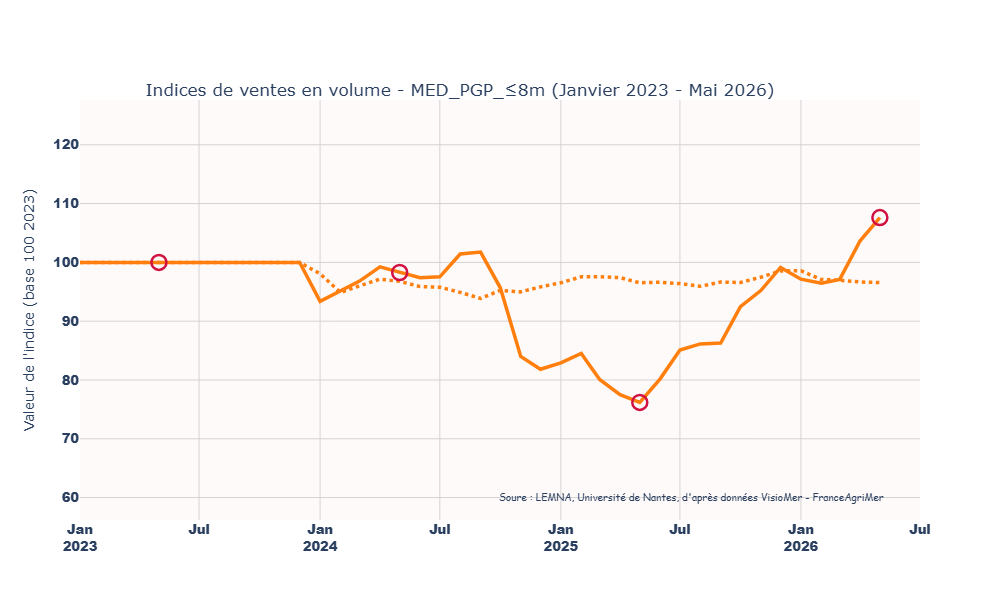 Indices de ventes en volume - MED_PGP_≤8m (Janvier 2023 - Mai 2026)
Valeur de l'indice (base 100 2023)
120
110
100
90
80
70
60
Soure : LEMNA, Université de Nantes, d'après données VisioMer - FranceAgriMer
Jan Jul Jan Jul Jan Jul Jan Jul
2023 2024 2025 2026